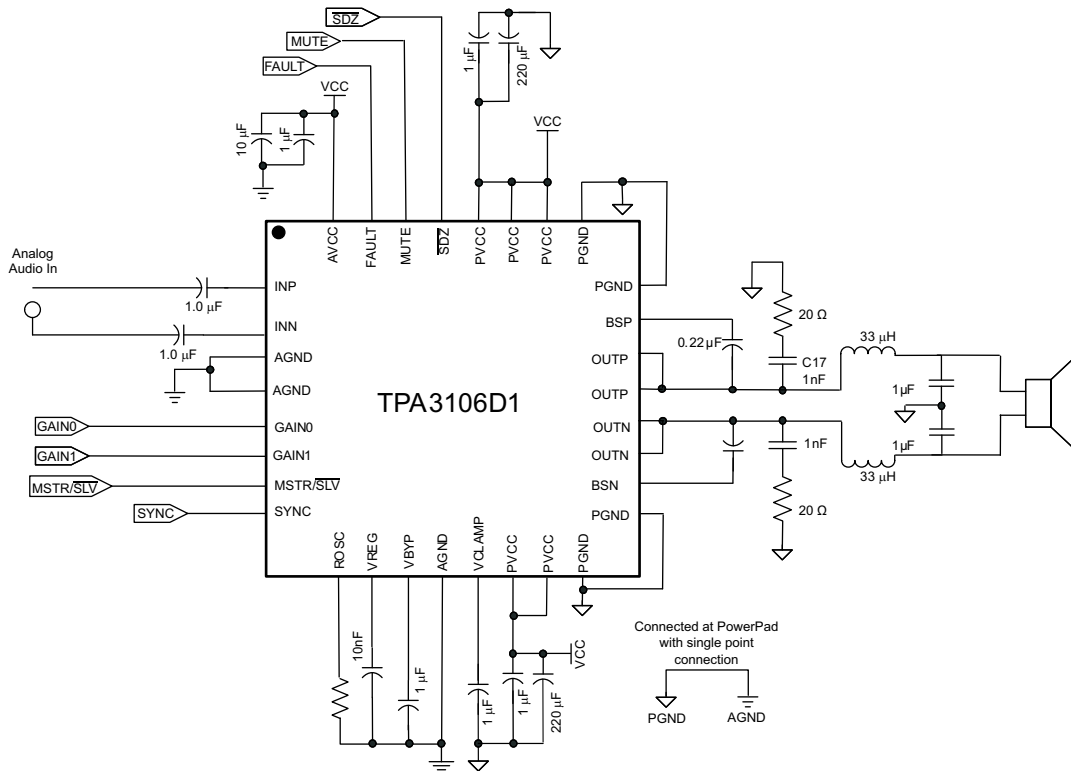 SDZ
MUTE
FAULT
VCC
10 µF
1 µF
1 µF
220 µF
VCC
AVCC
FAULT
MUTE
SDZ
PVCC
PVCC
PVCC
PGND
Analog
Audio In
1.0 µF
1.0 µF
INP
INN
AGND
AGND
GAIN0
GAIN0
GAIN1
GAIN1
MSTR/SLV
MSTR/SLV
SYNC
SYNC
TPA3106D1
PGND
BSP
OUTP
OUTP
OUTN
OUTN
BSN
PGND
0.22 µF
20 Ω
C17
1nF
33 µH
1µF
1nF
1µF
33 µH
20 Ω
ROSC
VREG
VBYP
AGND
VCLAMP
PVCC
PVCC
PGND
10nF
1 µF
1 µF
1 µF
220 µF
VCC
Connected at PowerPad
with single point
connection
PGND
AGND